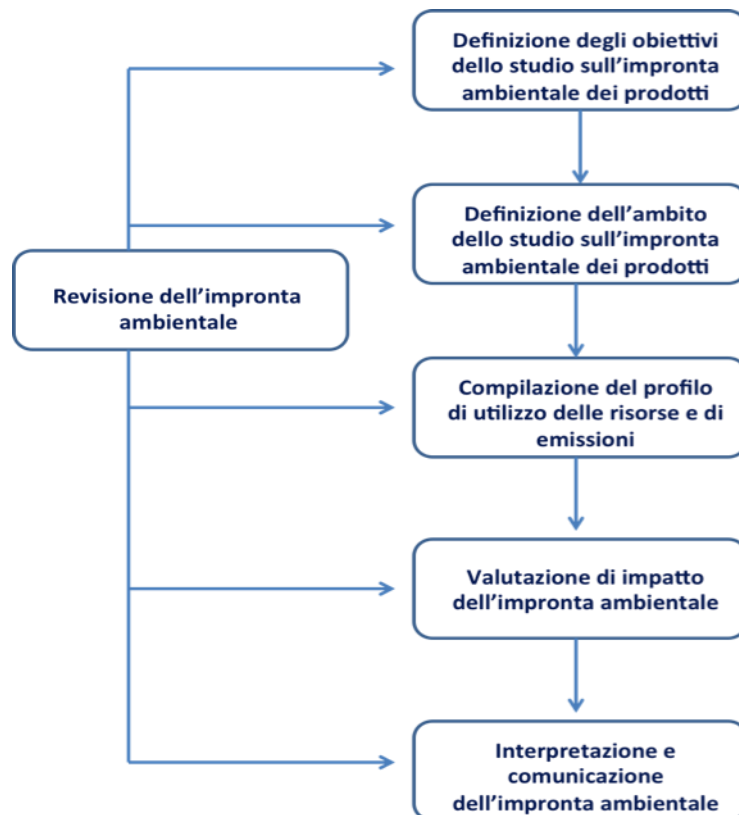 Definizione degli obiettivi
dello studio sull’impronta
ambientale dei prodotti
Definizione dell’ambito
dello studio sull’impronta
ambientale dei prodotti
Revisione dell’impronta
ambientale
Compilazione del profilo
di utilizzo delle risorse e di
emissioni
Valutazione di impatto
dell’impronta ambientale
Interpretazione e
comunicazione
dell’impronta ambientale